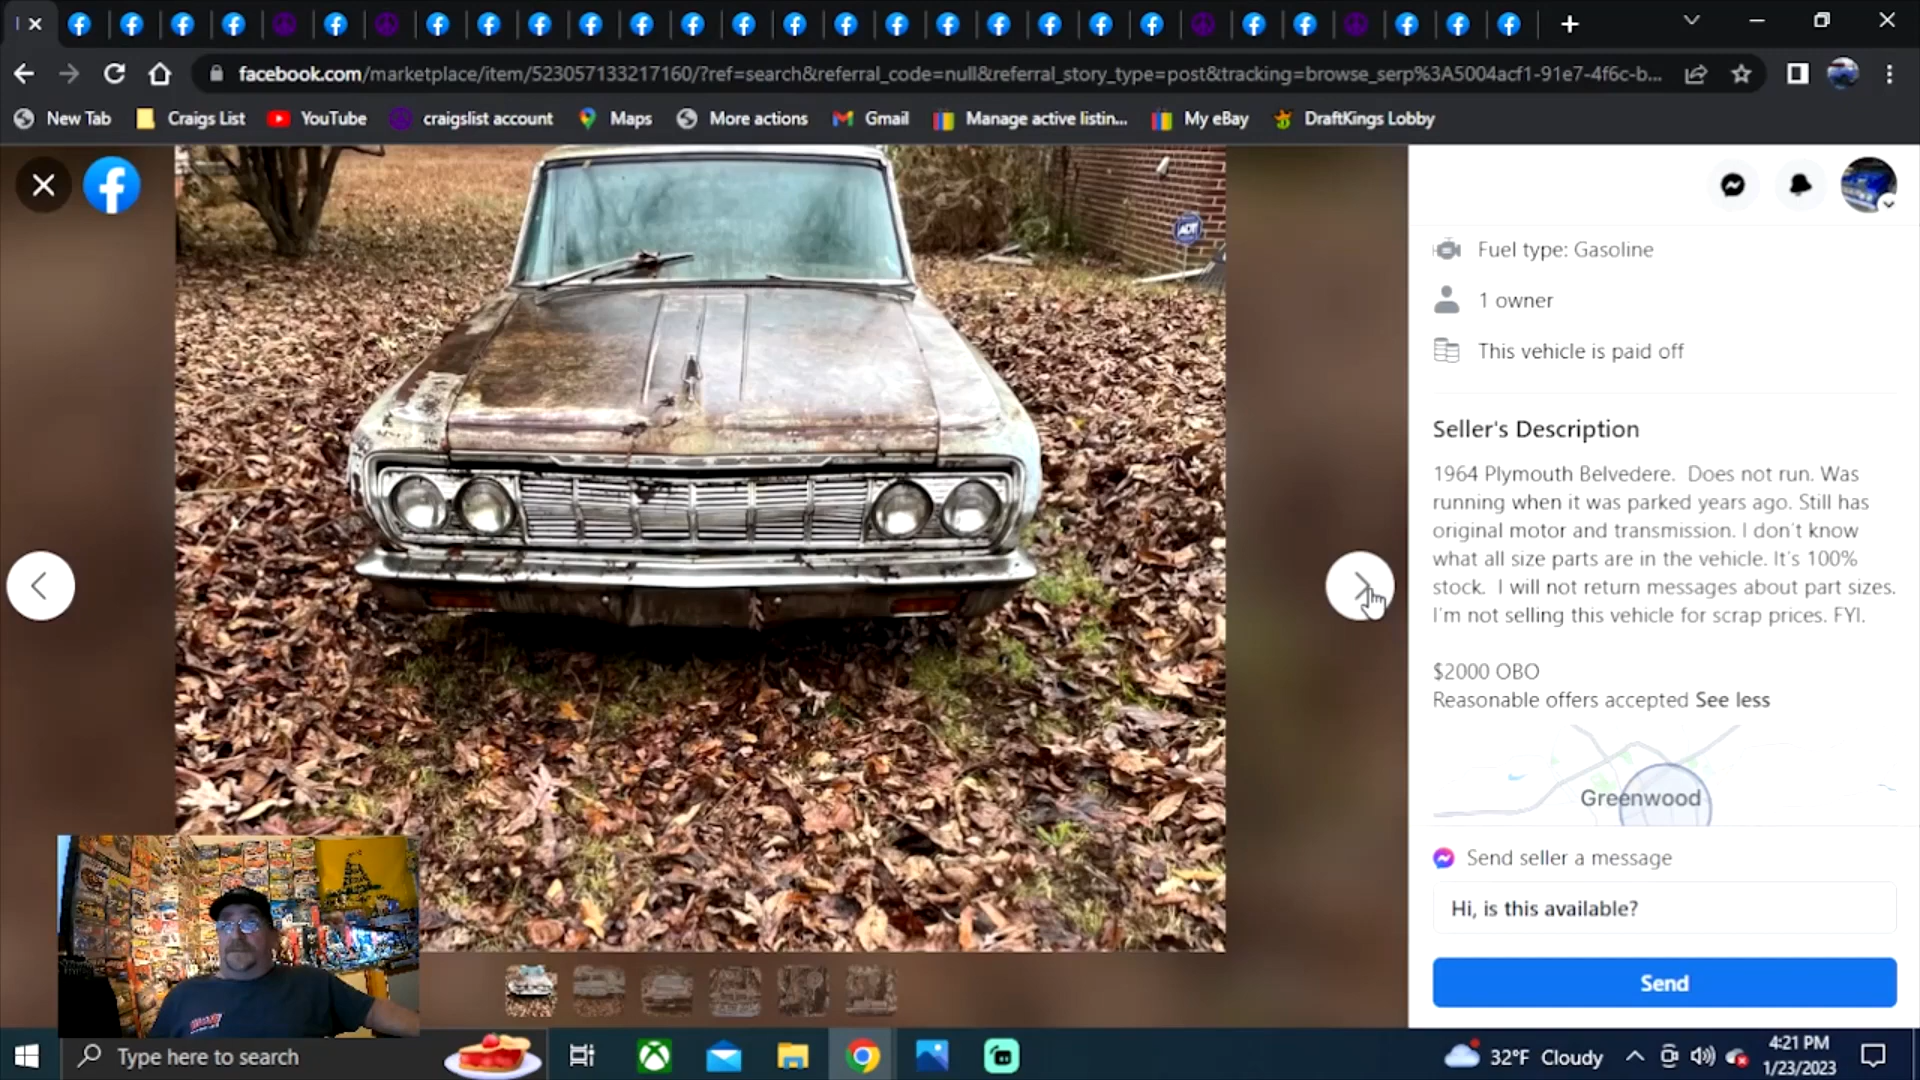 facebook.com/marketplace/item/523057133217160/?ref=search&referral_code=null&referral_story_type=post&tracking=browse_serp%3A5004acf1-91e7-4f6c-b...
New Tab
Craigs List
YouTube
craigslist account
Maps
More actions
Gmail
Manage active listin...
My eBay
DraftKings Lobby
ADT
Fuel type: Gasoline
1 owner
This vehicle is paid off
Seller's Description
1964 Plymouth Belvedere. Does not run. Was
running when it was parked years ago. Still has
original motor and transmission. I don't know
what all size parts are in the vehicle. It's 100%
stock. I will not return messages about part sizes.
I'm not selling this vehicle for scrap prices. FYI.
$2000 OBO
Reasonable offers accepted See less
Greenwood
Send seller a message
Hi, is this available?
Send
Type here to search
32°F Cloudy
4:21 PM
1/23/2023